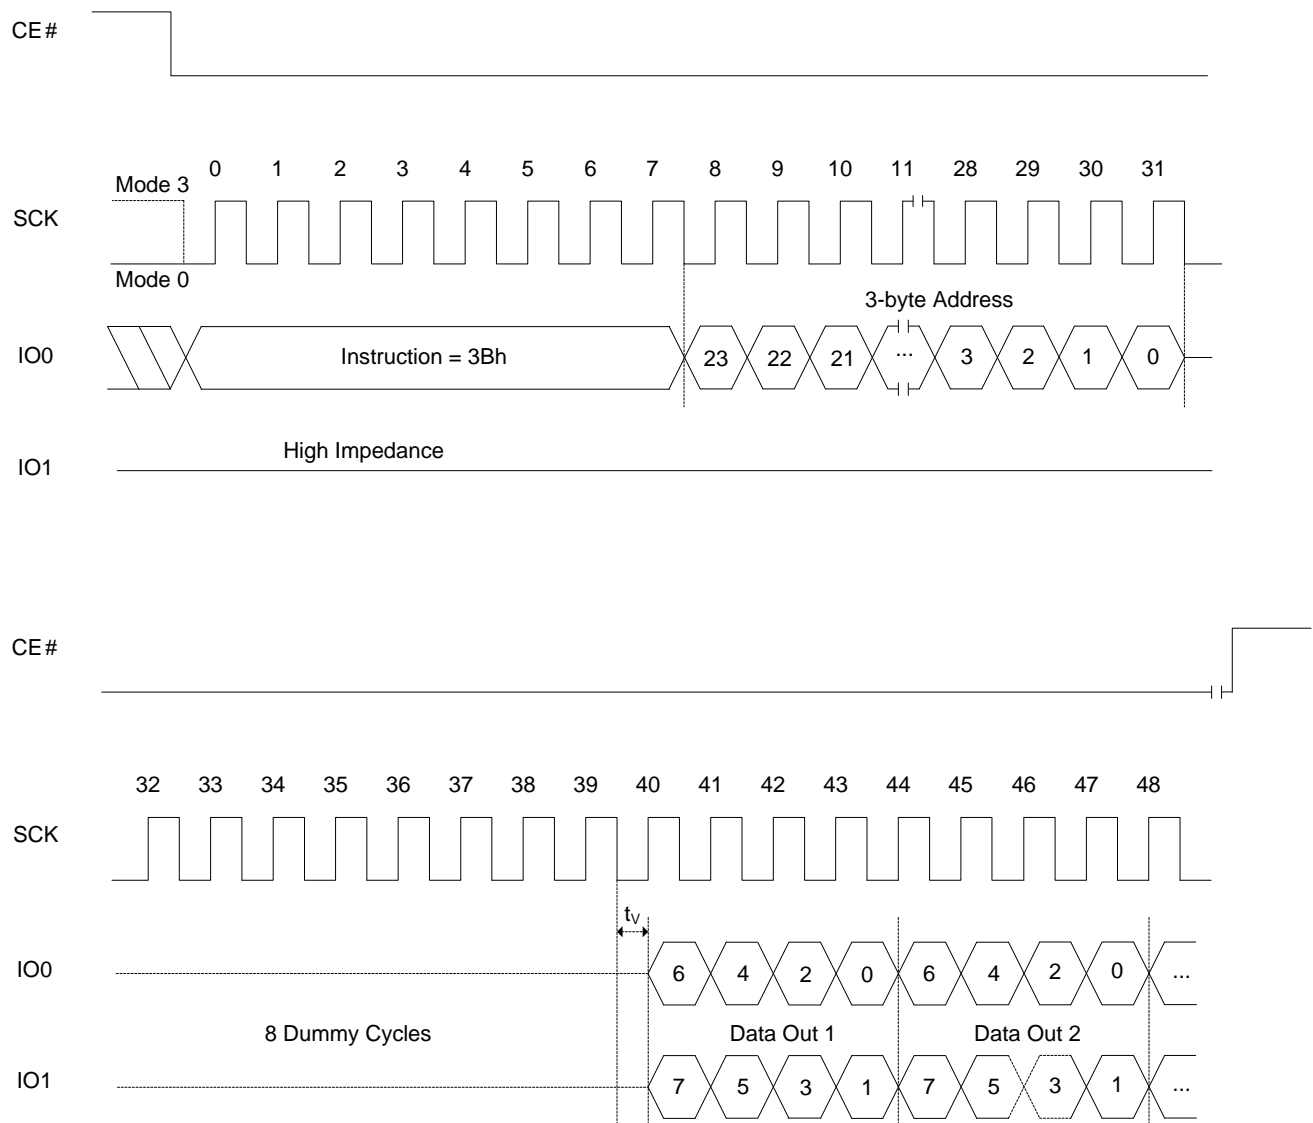 CE#
0 1 2 3 4 5 6 7 8 9 10 11 28 29 30 31
Mode 3
SCK
Mode 0
3-byte Address
IO0 Instruction = 3Bh 23 22 21 ... 3 2 1 0
High Impedance
IO1
CE#
32 33 34 35 36 37 38 39 40 41 42 43 44 45 46 47 48
SCK
tV
IO0 6 4 2 0 6 4 2 0 ...
8 Dummy Cycles Data Out 1 Data Out 2
IO1 7 5 3 1 7 5 3 1 ...